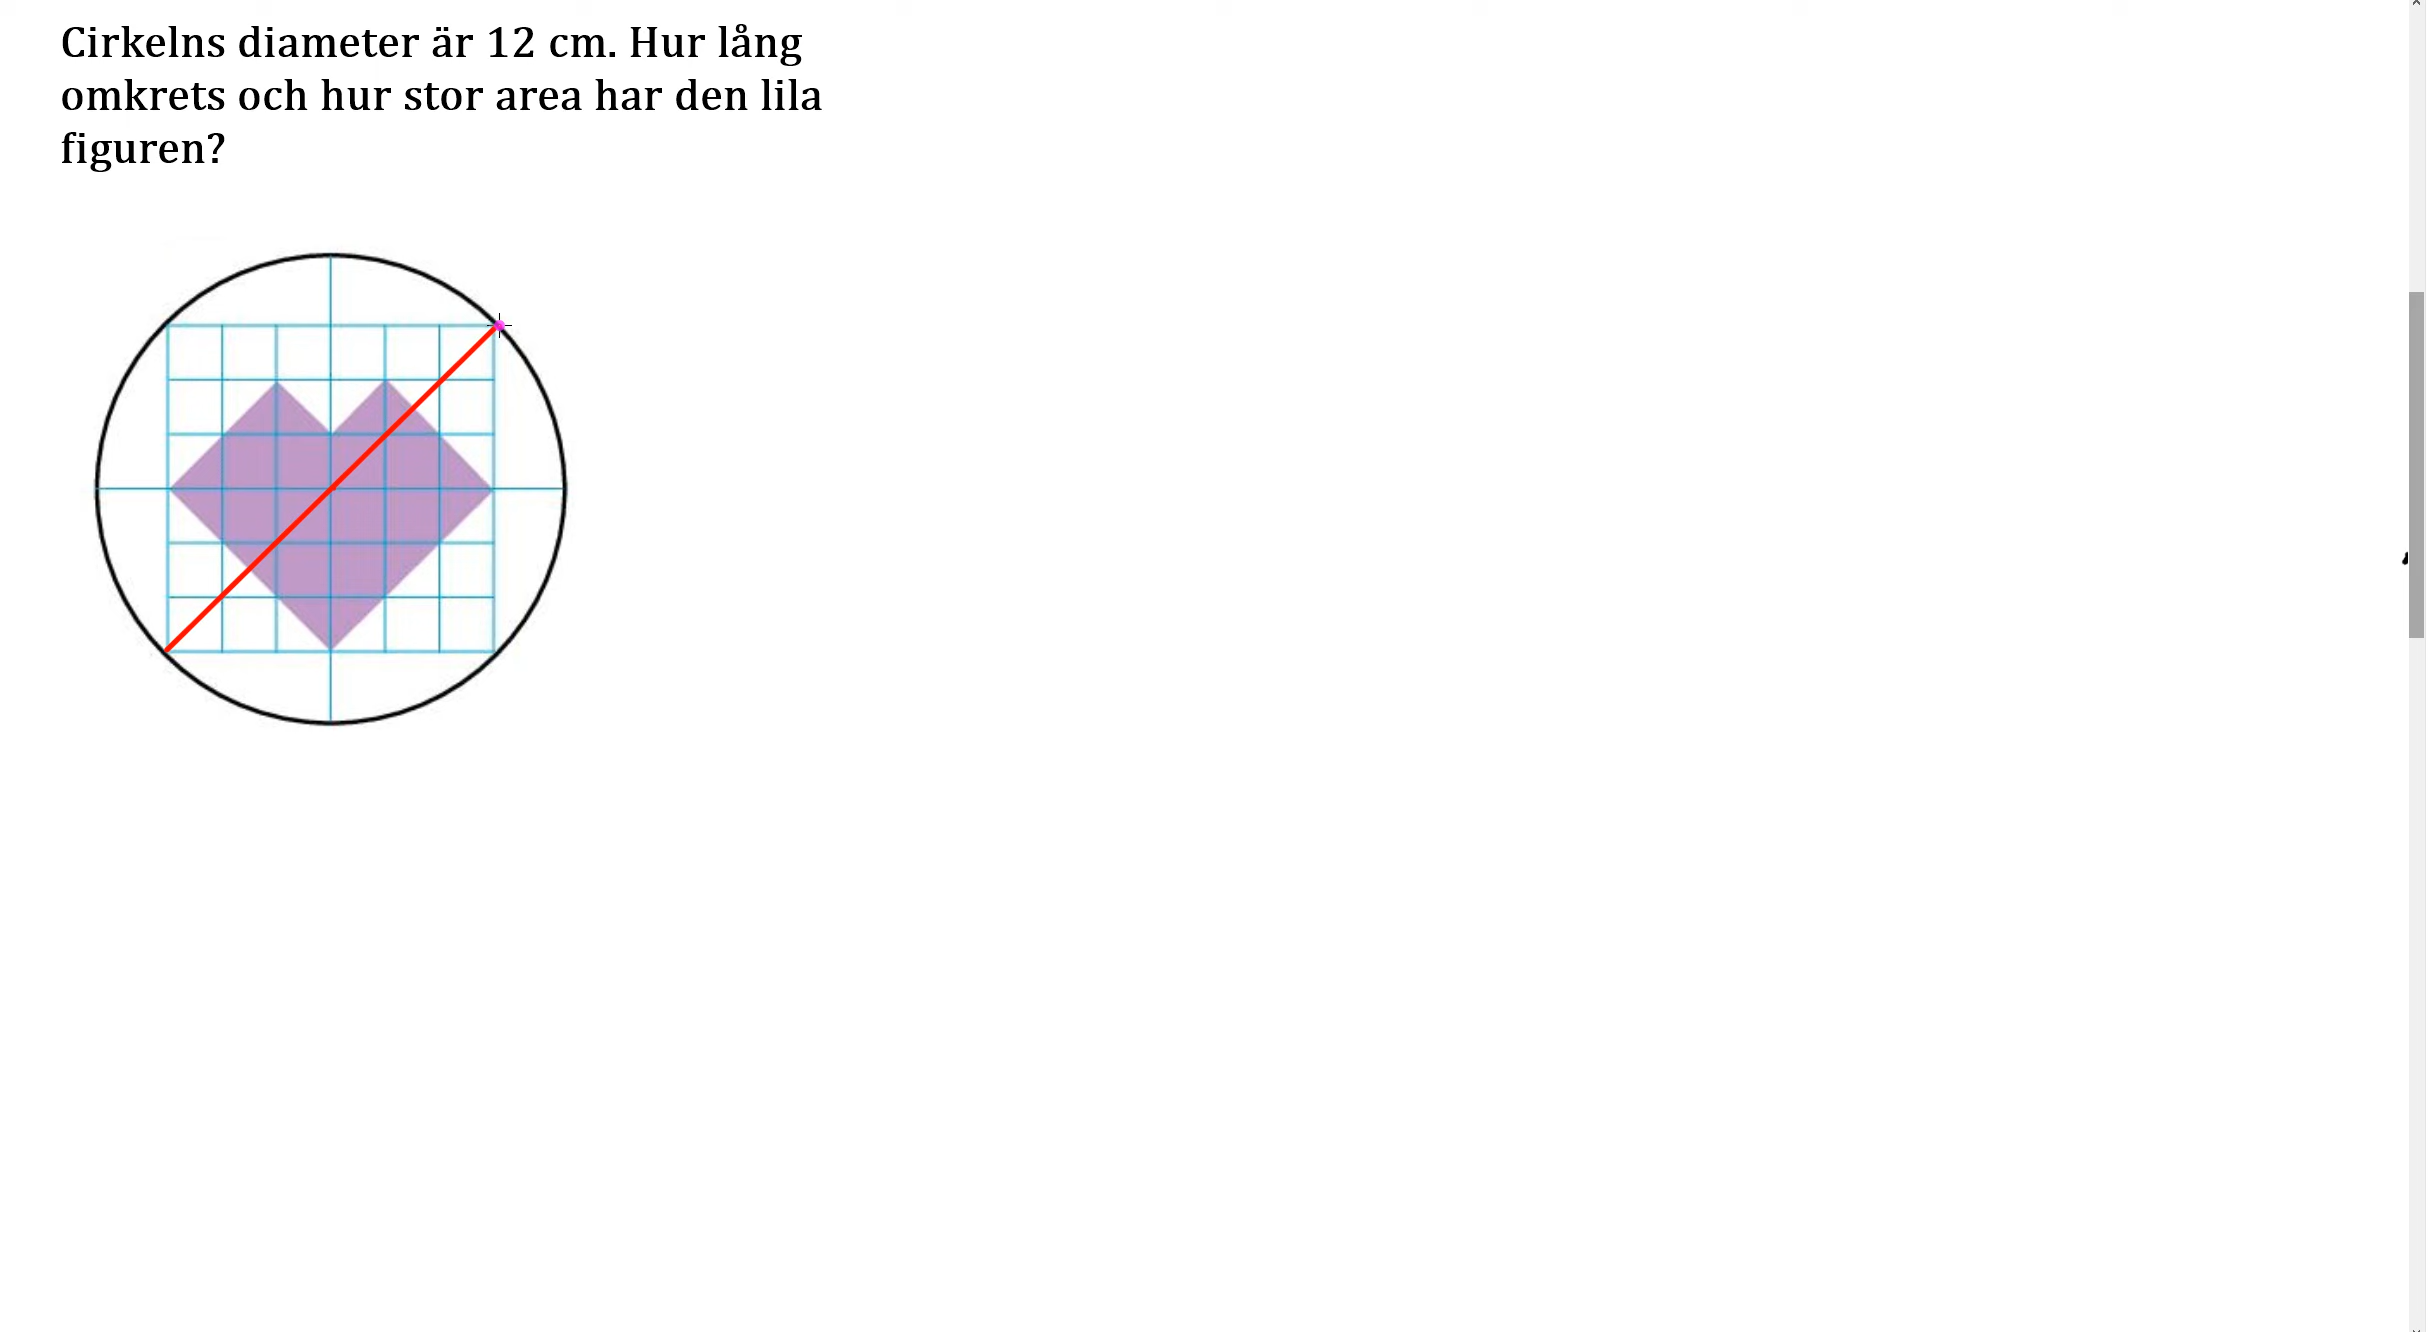 Cirkelns diameter är 12 cm. Hur lång
omkrets och hur stor area har den lila
figuren?